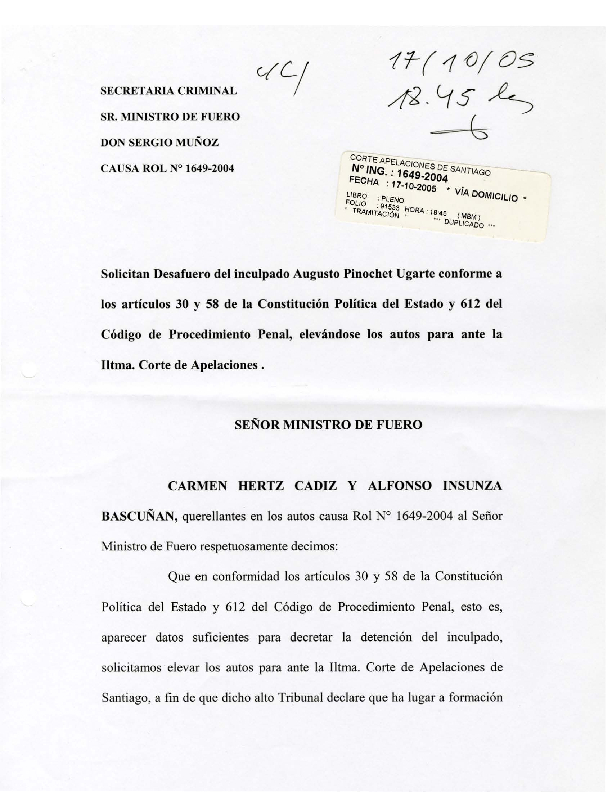 17/10/05
18.45
SECRETARIA CRIMINAL
SR. MINISTRO DE FUERO
DON SERGIO MUÑOZ
CAUSA ROL N° 1649-2004
CORTE APELACIONES DE SANTIAGO
Nº ING. : 1649-2004
FECHA : 17-10-2005 * VÍA DOMICILIO *
LIBRO : PLENO
FOLIO : 91533 HORA : 18:45 (MBM)
* TRAMITACIÓN *** DUPLICADO ***
Solicitan Desafuero del inculpado Augusto Pinochet Ugarte conforme a
los artículos 30 y 58 de la Constitución Política del Estado y 612 del
Código de Procedimiento Penal, elevándose los autos para ante la
Iltma. Corte de Apelaciones .
SEÑOR MINISTRO DE FUERO
CARMEN HERTZ CADIZ Y ALFONSO INSUNZA
BASCUÑAN, querellantes en los autos causa Rol N° 1649-2004 al Señor
Ministro de Fuero respetuosamente decimos:
Que en conformidad los artículos 30 y 58 de la Constitución
Política del Estado y 612 del Código de Procedimiento Penal, esto es,
aparecer datos suficientes para decretar la detención del inculpado,
solicitamos elevar los autos para ante la Iltma. Corte de Apelaciones de
Santiago, a fin de que dicho alto Tribunal declare que ha lugar a formación